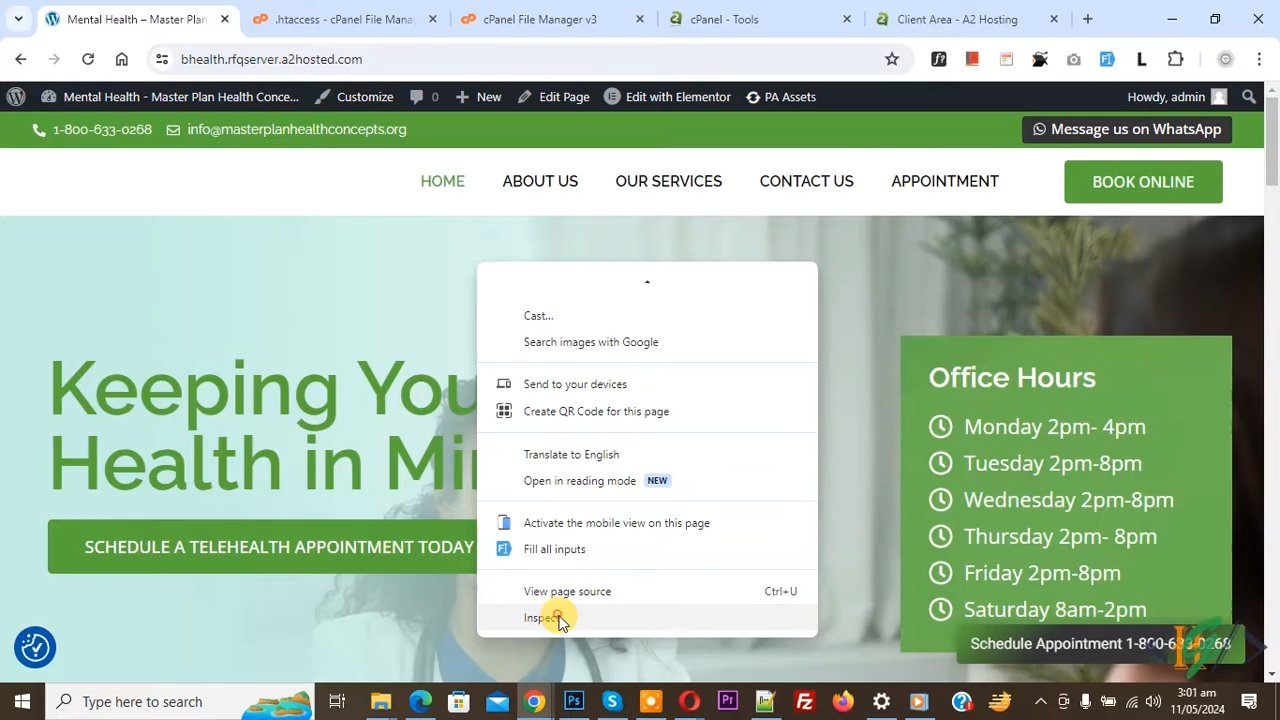 Mental Health – Master Plan
.htaccess - cPanel File Mana
cPanel File Manager v3
cPanel - Tools
Client Area - A2 Hosting
bhealth.rfqserver.a2hosted.com
Mental Health - Master Plan Health Conce...
Customize
0
New
Edit Page
Edit with Elementor
PA Assets
Howdy, admin
1-800-633-0268
info@masterplanhealthconcepts.org
Message us on WhatsApp
HOME
ABOUT US
OUR SERVICES
CONTACT US
APPOINTMENT
BOOK ONLINE
Keeping You
Health in Mi
SCHEDULE A TELEHEALTH APPOINTMENT TODAY
Cast...
Search images with Google
Send to your devices
Create QR Code for this page
Translate to English
Open in reading mode NEW
Activate the mobile view on this page
Fill all inputs
View page source Ctrl+U
Inspect
Office Hours
Monday 2pm- 4pm
Tuesday 2pm-8pm
Wednesday 2pm-8pm
Thursday 2pm- 8pm
Friday 2pm-8pm
Saturday 8am-2pm
Schedule Appointment 1-800-633-0268
Type here to search
3:01 am
11/05/2024